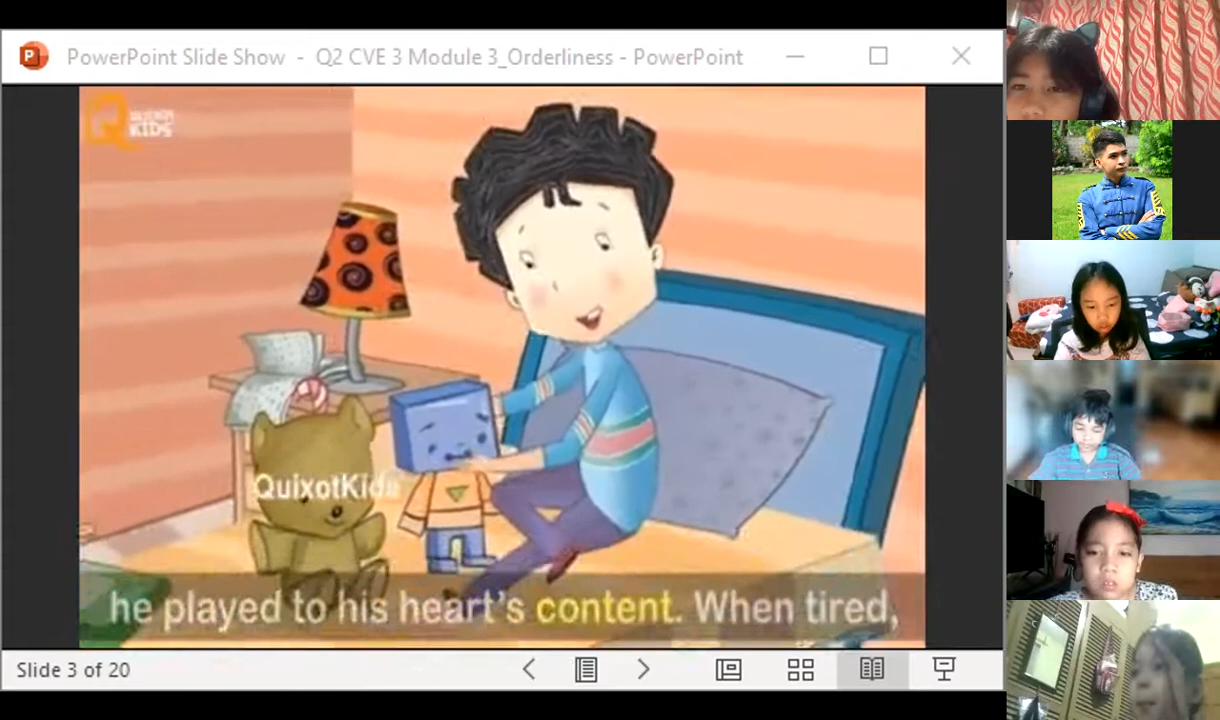 PowerPoint Slide Show - Q2 CVE 3 Module 3_Orderliness - PowerPoint
KIDS
QuixotKids
he played to his heart's content. When tired,
Slide 3 of 20